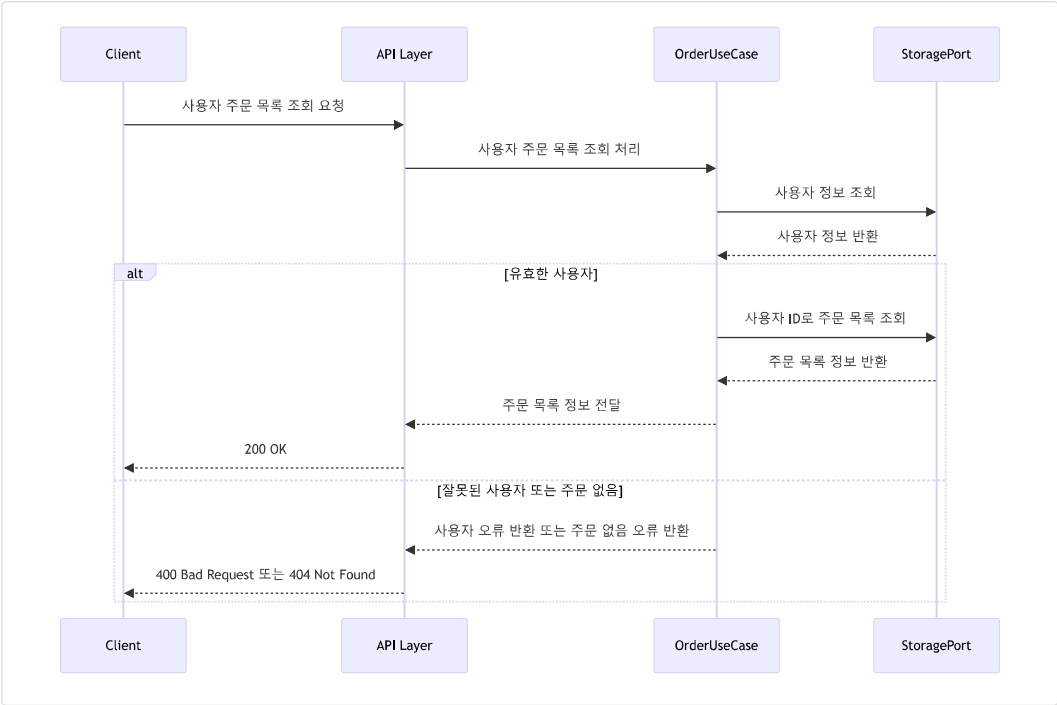 Client
API Layer
OrderUseCase
StoragePort
사용자 주문 목록 조회 요청
사용자 주문 목록 조회 처리
사용자 정보 조회
사용자 정보 반환
alt
[유효한 사용자]
사용자 ID로 주문 목록 조회
주문 목록 정보 반환
주문 목록 정보 전달
200 OK
[잘못된 사용자 또는 주문 없음]
사용자 오류 반환 또는 주문 없음 오류 반환
400 Bad Request 또는 404 Not Found
Client
API Layer
OrderUseCase
StoragePort